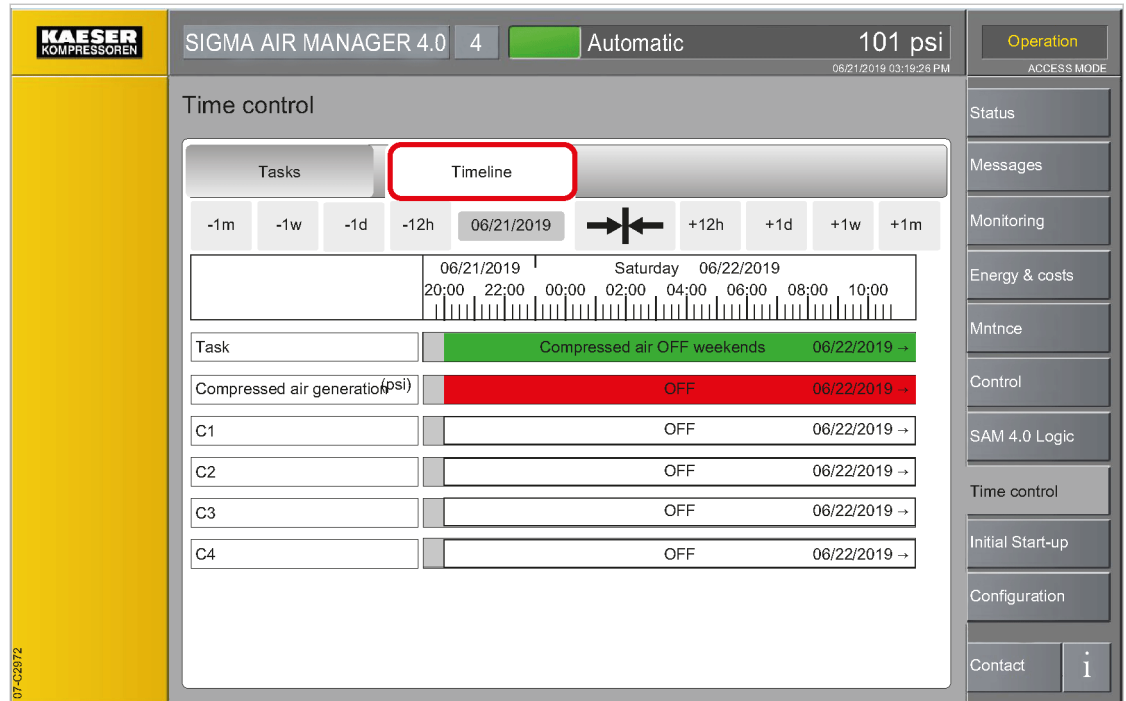 KAESER
KOMPRESSOREN
SIGMA AIR MANAGER 4.0 4 Automatic 101 psi
06/21/2019 03:19:26 PM
Operation
ACCESS MODE
Time control
Tasks Timeline
-1m -1w -1d -12h 06/21/2019 +12h +1d +1w +1m
06/21/2019 Saturday 06/22/2019
20:00 22:00 00:00 02:00 04:00 06:00 08:00 10:00
Task Compressed air OFF weekends 06/22/2019 →
Compressed air generation (psi) OFF 06/22/2019 →
C1 OFF 06/22/2019 →
C2 OFF 06/22/2019 →
C3 OFF 06/22/2019 →
C4 OFF 06/22/2019 →
Status
Messages
Monitoring
Energy & costs
Mntnce
Control
SAM 4.0 Logic
Time control
Initial Start-up
Configuration
Contact i
07-C2972